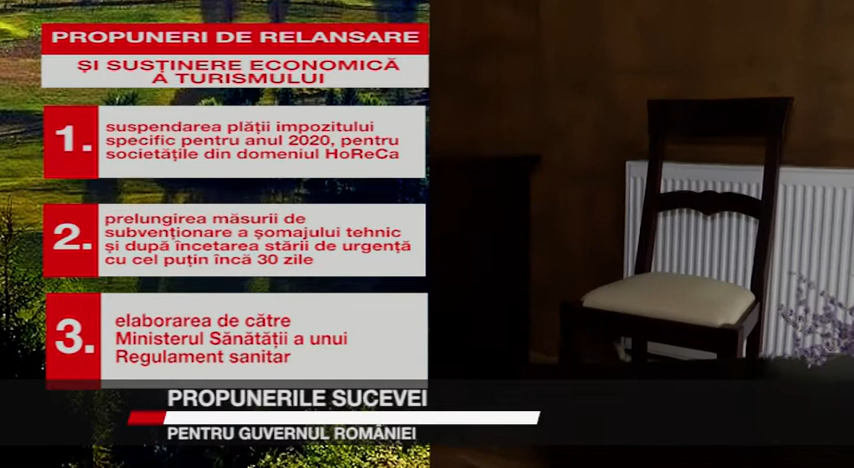 PROPUNERI DE RELANSARE
ȘI SUSȚINERE ECONOMICĂ
A TURISMULUI
1.
suspendarea plății impozitului
specific pentru anul 2020, pentru
societățile din domeniul HoReCa
2.
prelungirea măsurii de
subvenționare a șomajului tehnic
și după încetarea stării de urgență
cu cel puțin încă 30 zile
3.
elaborarea de către
Ministerul Sănătății a unui
Regulament sanitar
PROPUNERILE SUCEVEI
PENTRU GUVERNUL ROMÂNIEI